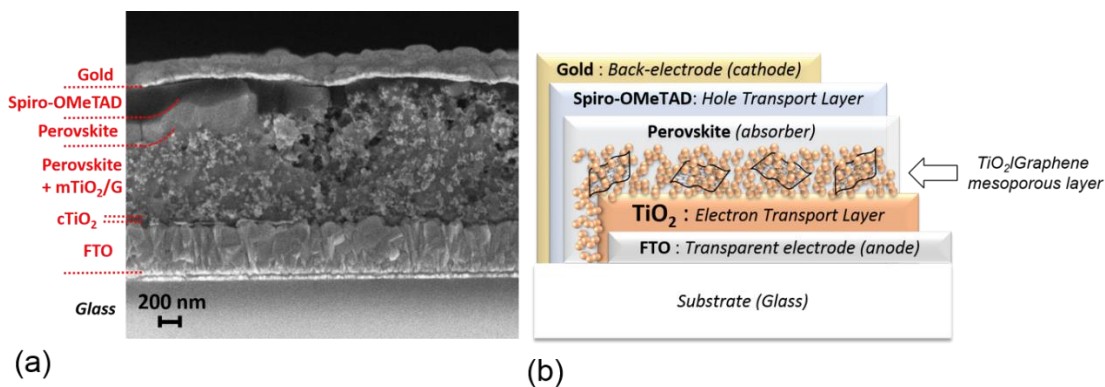 Gold
Spiro-OMeTAD
Perovskite
Perovskite
+ mTiO₂/G
cTiO₂
FTO
Glass
200 nm
(a)
Gold : Back-electrode (cathode)
Spiro-OMeTAD: Hole Transport Layer
Perovskite (absorber)
TiO₂ : Electron Transport Layer
FTO : Transparent electrode (anode)
Substrate (Glass)
TiO₂/Graphene
mesoporous layer
(b)